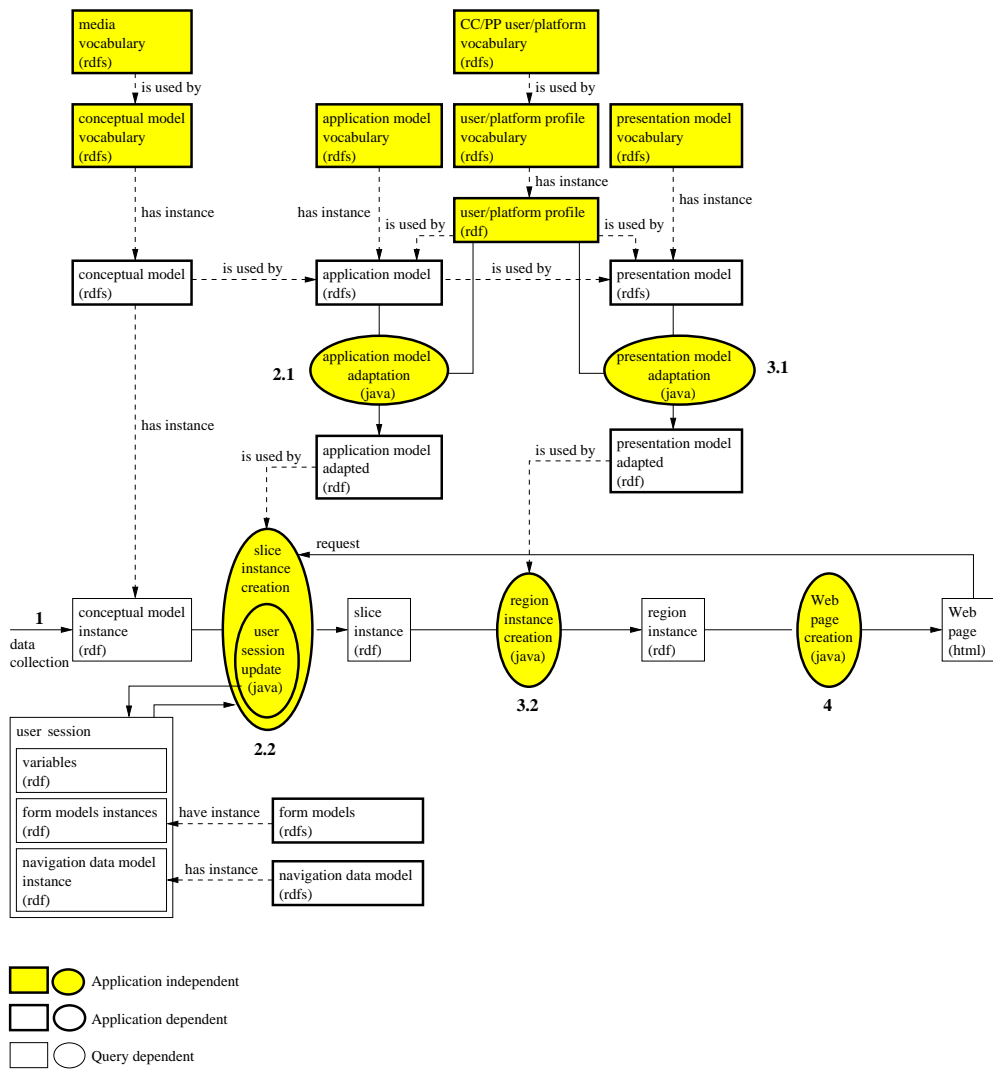 media
vocabulary
(rdfs)
CC/PP user/platform
vocabulary
(rdfs)
is used by
is used by
conceptual model
vocabulary
(rdfs)
application model
vocabulary
(rdfs)
user/platform profile
vocabulary
(rdfs)
presentation model
vocabulary
(rdfs)
has instance
has instance
has instance
has instance
user/platform profile
(rdf)
is used by
is used by
conceptual model
(rdfs)
is used by
application model
(rdfs)
is used by
presentation model
(rdfs)
2.1
application model
adaptation
(java)
presentation model
adaptation
(java)
3.1
has instance
is used by
application model
adapted
(rdf)
is used by
presentation model
adapted
(rdf)
request
1
data
collection
conceptual model
instance
(rdf)
slice
instance
creation
user
session
update
(java)
2.2
slice
instance
(rdf)
region
instance
creation
(java)
3.2
region
instance
(rdf)
Web
page
creation
(java)
4
Web
page
(html)
user session
variables
(rdf)
form models instances
(rdf)
have instance
form models
(rdfs)
navigation data model
instance
(rdf)
has instance
navigation data model
(rdfs)
Application independent
Application dependent
Query dependent